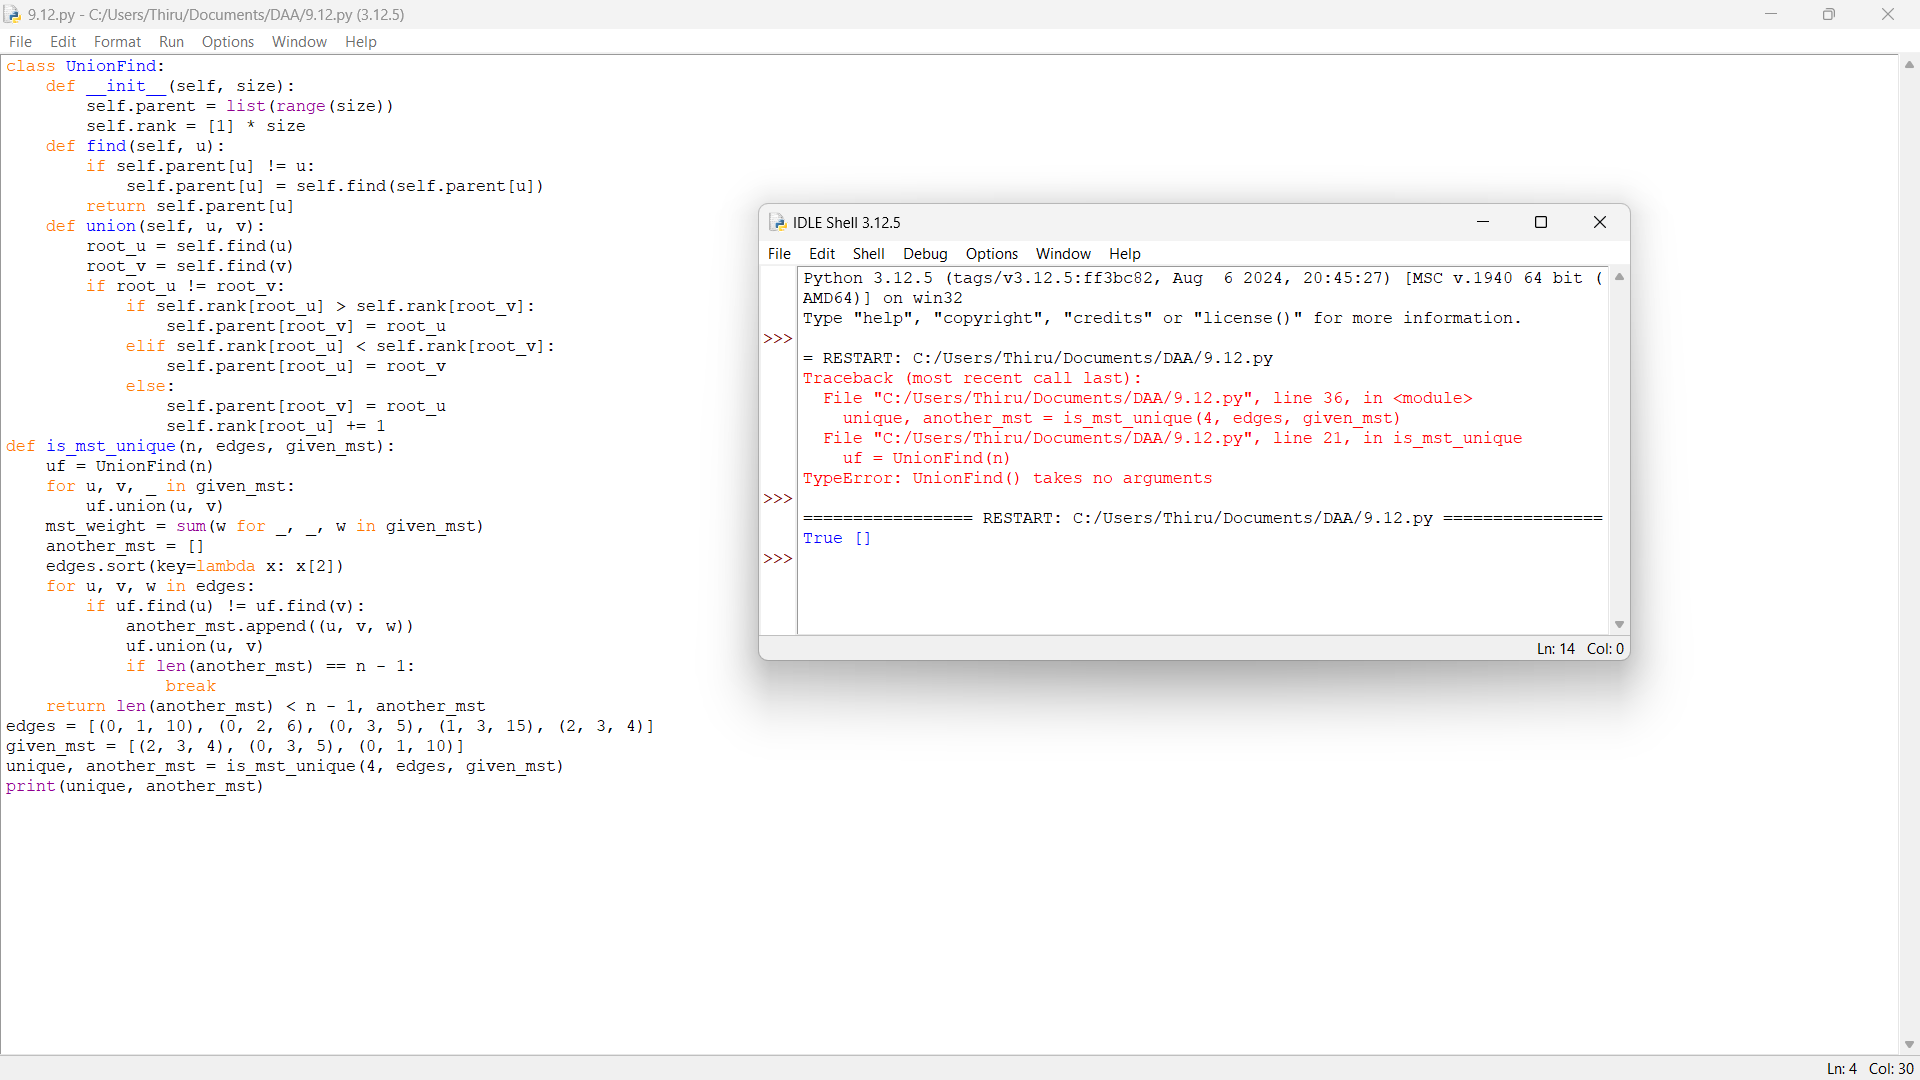 9.12.py - C:/Users/Thiru/Documents/DAA/9.12.py (3.12.5)
File Edit Format Run Options Window Help
class UnionFind:
    def __init__(self, size):
        self.parent = list(range(size))
        self.rank = [1] * size
    def find(self, u):
        if self.parent[u] != u:
            self.parent[u] = self.find(self.parent[u])
        return self.parent[u]
    def union(self, u, v):
        root_u = self.find(u)
        root_v = self.find(v)
        if root_u != root_v:
            if self.rank[root_u] > self.rank[root_v]:
                self.parent[root_v] = root_u
            elif self.rank[root_u] < self.rank[root_v]:
                self.parent[root_u] = root_v
            else:
                self.parent[root_v] = root_u
                self.rank[root_u] += 1
def is_mst_unique(n, edges, given_mst):
    uf = UnionFind(n)
    for u, v, _ in given_mst:
        uf.union(u, v)
    mst_weight = sum(w for _, _, w in given_mst)
    another_mst = []
    edges.sort(key=lambda x: x[2])
    for u, v, w in edges:
        if uf.find(u) != uf.find(v):
            another_mst.append((u, v, w))
            uf.union(u, v)
            if len(another_mst) == n - 1:
                break
    return len(another_mst) < n - 1, another_mst
edges = [(0, 1, 10), (0, 2, 6), (0, 3, 5), (1, 3, 15), (2, 3, 4)]
given_mst = [(2, 3, 4), (0, 3, 5), (0, 1, 10)]
unique, another_mst = is_mst_unique(4, edges, given_mst)
print(unique, another_mst)
IDLE Shell 3.12.5
File Edit Shell Debug Options Window Help
Python 3.12.5 (tags/v3.12.5:ff3bc82, Aug  6 2024, 20:45:27) [MSC v.1940 64 bit (
AMD64)] on win32
Type "help", "copyright", "credits" or "license()" for more information.
>>>
= RESTART: C:/Users/Thiru/Documents/DAA/9.12.py
Traceback (most recent call last):
  File "C:/Users/Thiru/Documents/DAA/9.12.py", line 36, in <module>
    unique, another_mst = is_mst_unique(4, edges, given_mst)
  File "C:/Users/Thiru/Documents/DAA/9.12.py", line 21, in is_mst_unique
    uf = UnionFind(n)
TypeError: UnionFind() takes no arguments
>>>
================= RESTART: C:/Users/Thiru/Documents/DAA/9.12.py ================
True []
>>>
Ln: 14 Col: 0
Ln: 4 Col: 30